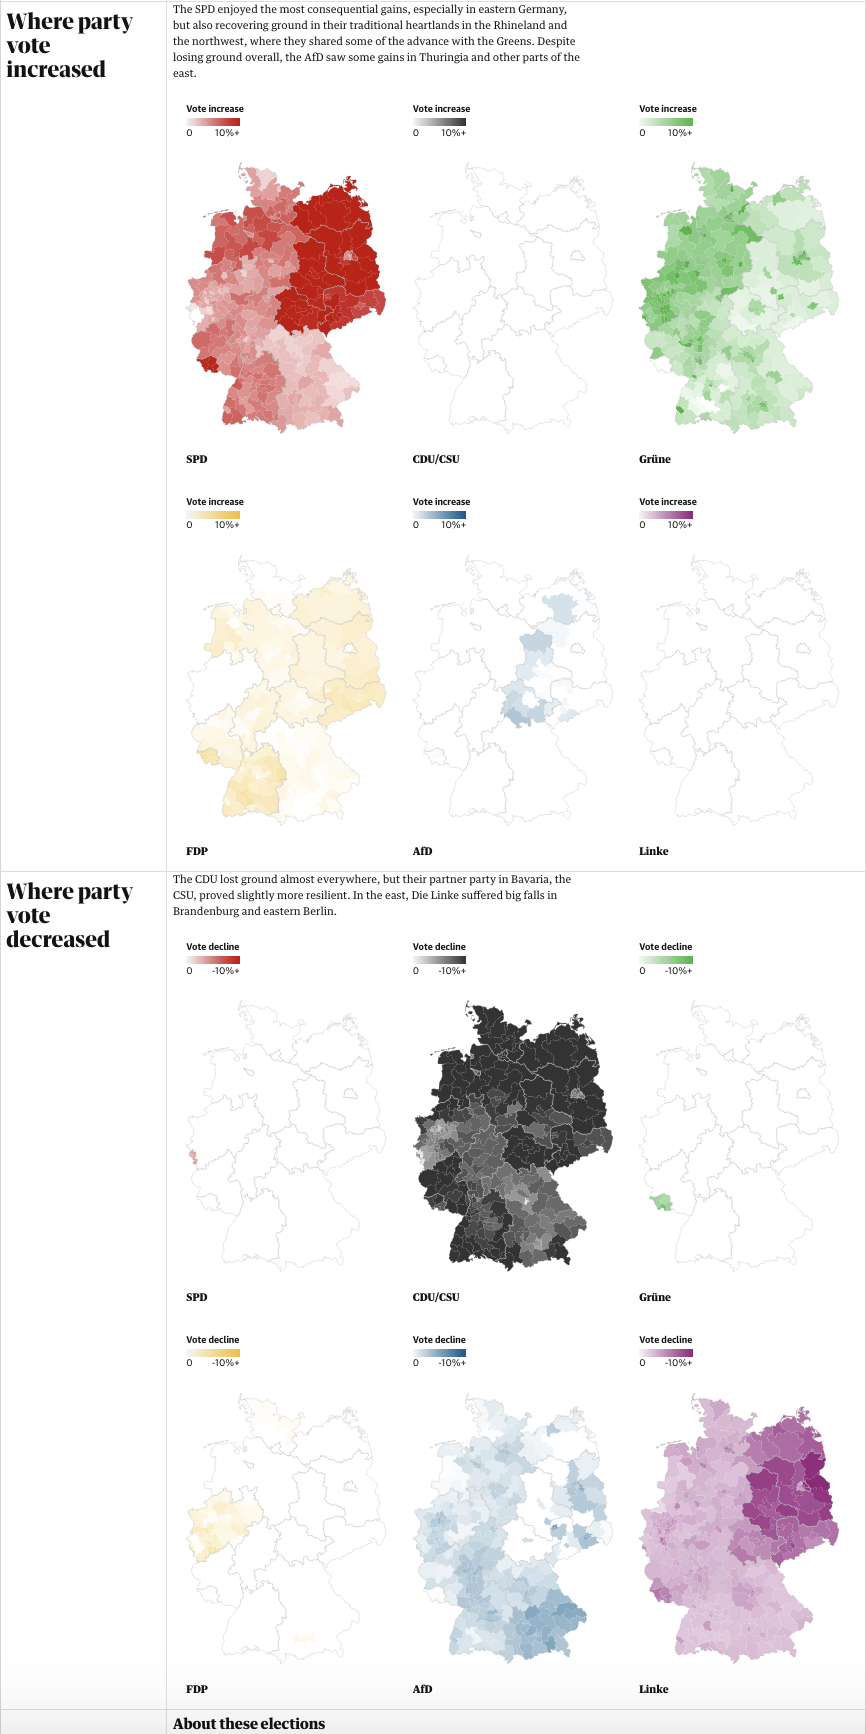 Where party
vote
increased
The SPD enjoyed the most consequential gains, especially in eastern Germany,
but also recovering ground in their traditional heartlands in the Rhineland and
the northwest, where they shared some of the advance with the Greens. Despite
losing ground overall, the AfD saw some gains in Thuringia and other parts of the
east.
Vote increase
0 10%+
SPD
Vote increase
0 10%+
CDU/CSU
Vote increase
0 10%+
Grüne
Vote increase
0 10%+
FDP
Vote increase
0 10%+
AfD
Vote increase
0 10%+
Linke
Where party
vote
decreased
The CDU lost ground almost everywhere, but their partner party in Bavaria, the
CSU, proved slightly more resilient. In the east, Die Linke suffered big falls in
Brandenburg and eastern Berlin.
Vote decline
0 -10%+
SPD
Vote decline
0 -10%+
CDU/CSU
Vote decline
0 -10%+
Grüne
Vote decline
0 -10%+
FDP
Vote decline
0 -10%+
AfD
Vote decline
0 -10%+
Linke
About these elections